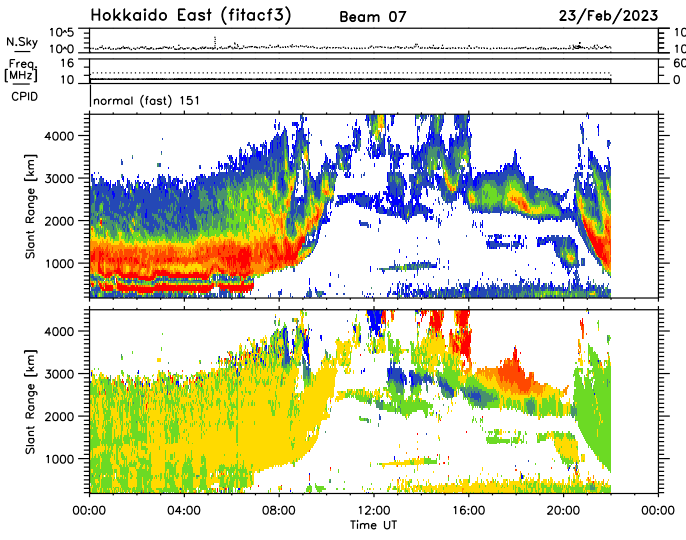 Hokkaido East (fitacf3) Beam 07 23/Feb/2023
N.Sky 10^5 10^0 10 10
Freq. [MHz] 16 10 60 0
CPID normal (fast) 151
Slant Range [km] 4000 3000 2000 1000
Slant Range [km] 4000 3000 2000 1000
00:00 04:00 08:00 12:00 16:00 20:00 00:00
Time UT